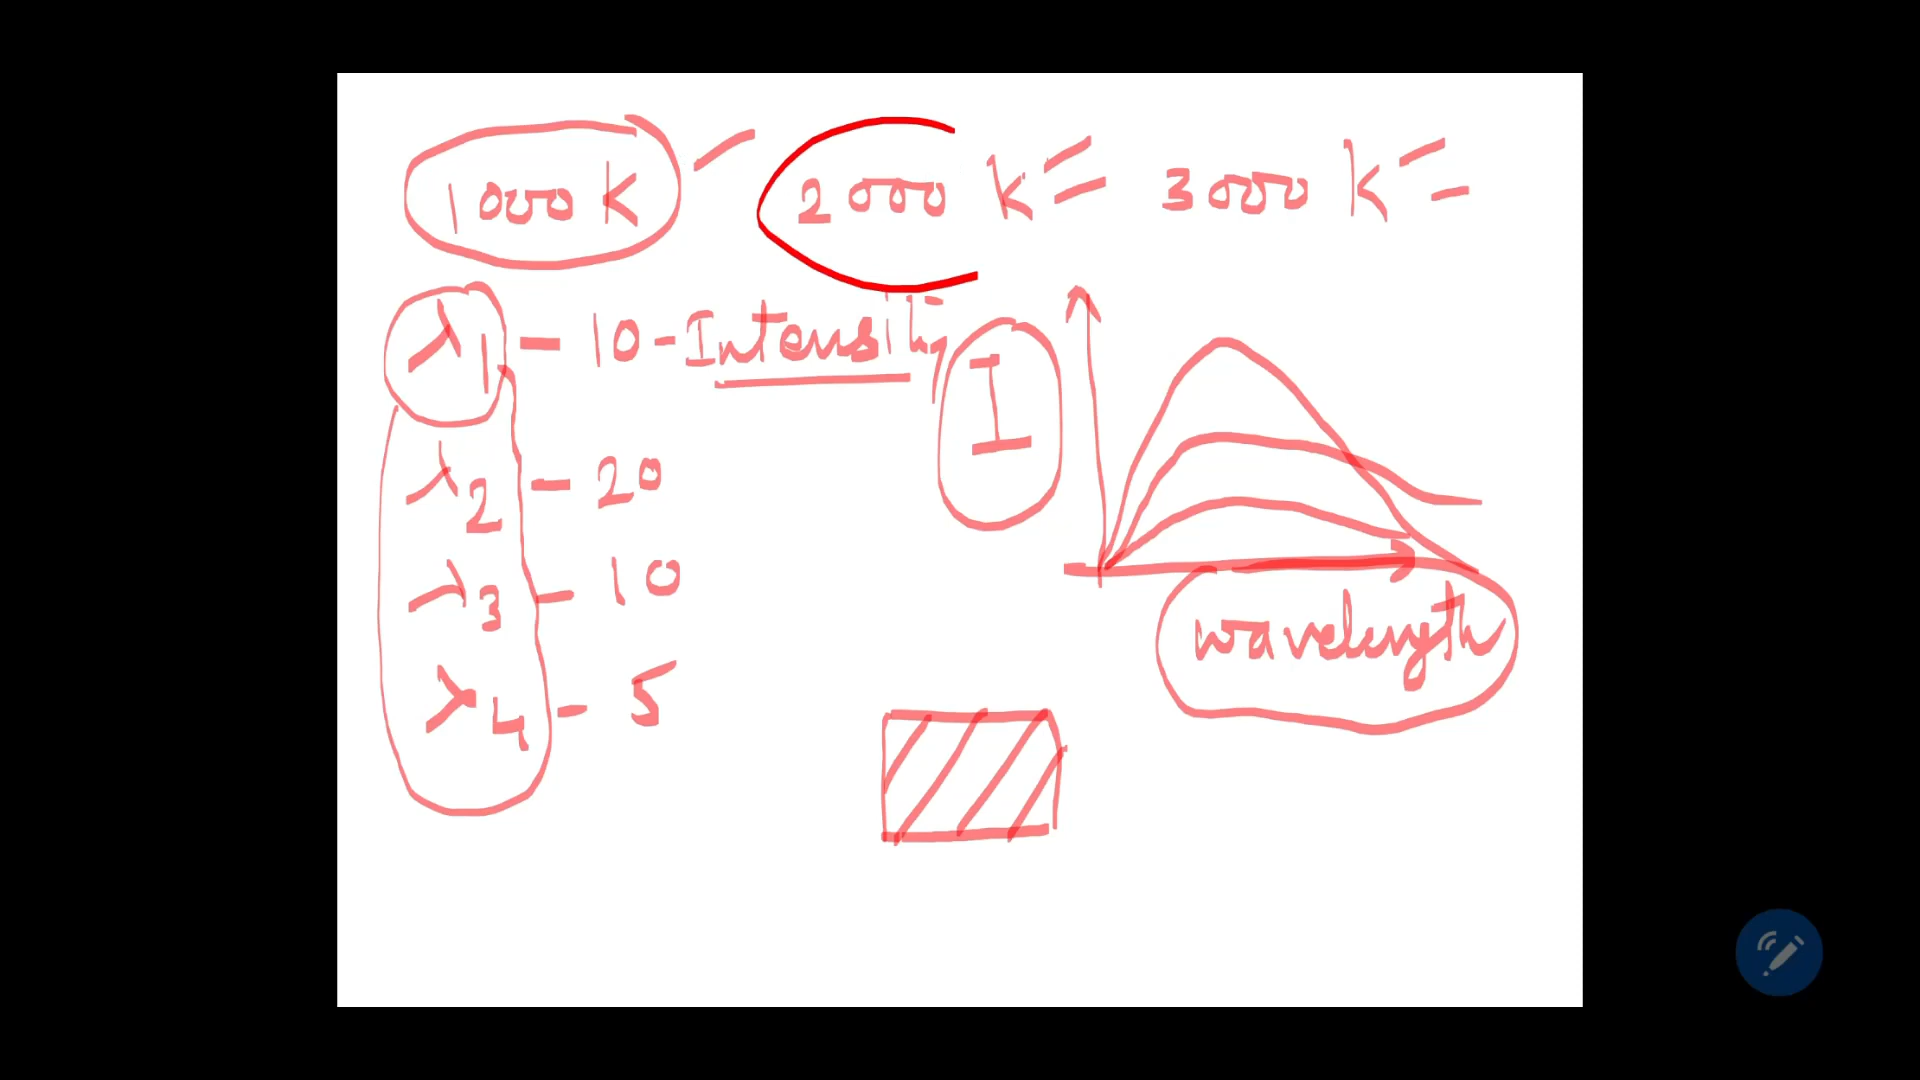 1000 K - 2000 K = 3000 K =
λ1 - 10 - Intensity
I
λ2 - 20
λ3 - 10
wavelength
λ4 - 5